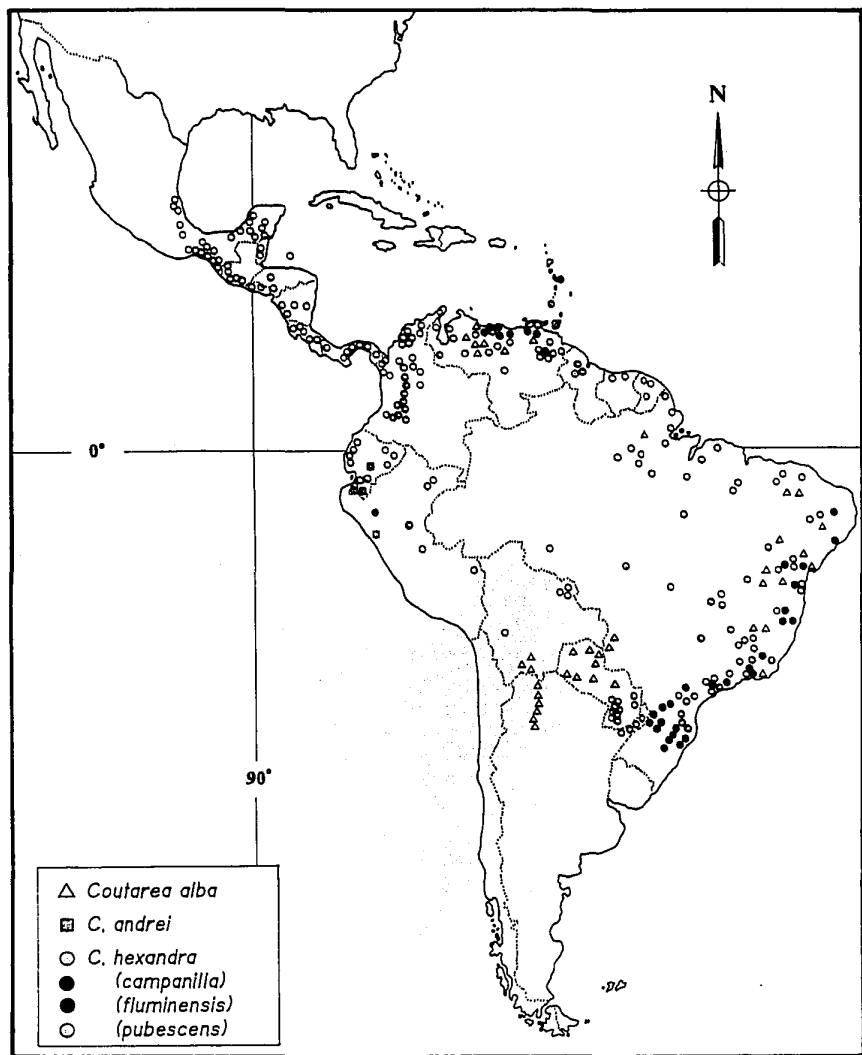 N
0°
90°
Coutarea alba
C. andrei
C. hexandra
(campanilla)
(fluminensis)
(pubescens)